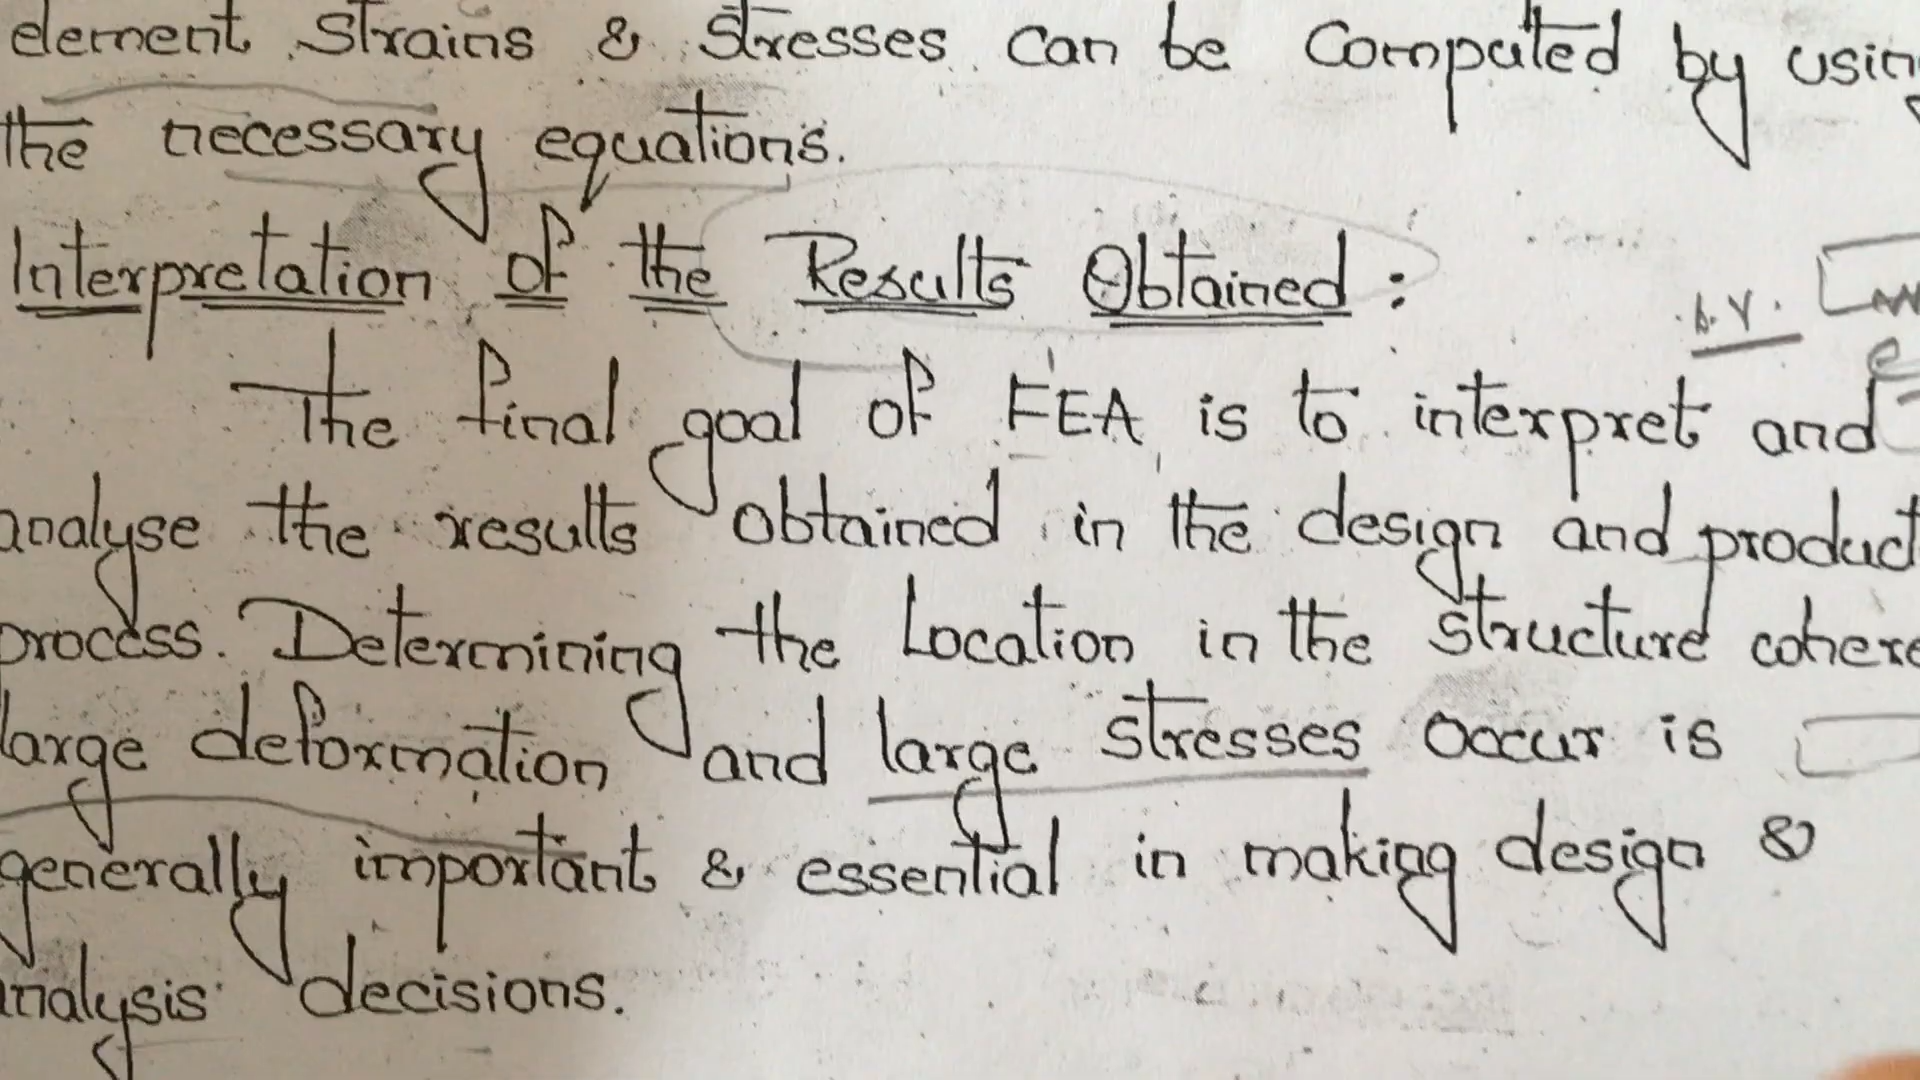 element strains & stresses can be computed by usin
the necessary equations.
Interpretation of the Results Obtained :
The final goal of FEA is to interpret and
analyse the results obtained in the design and product
process. Determining the Location in the structure where
large deformation and large stresses occur is
generally important & essential in making design &
analysis decisions.